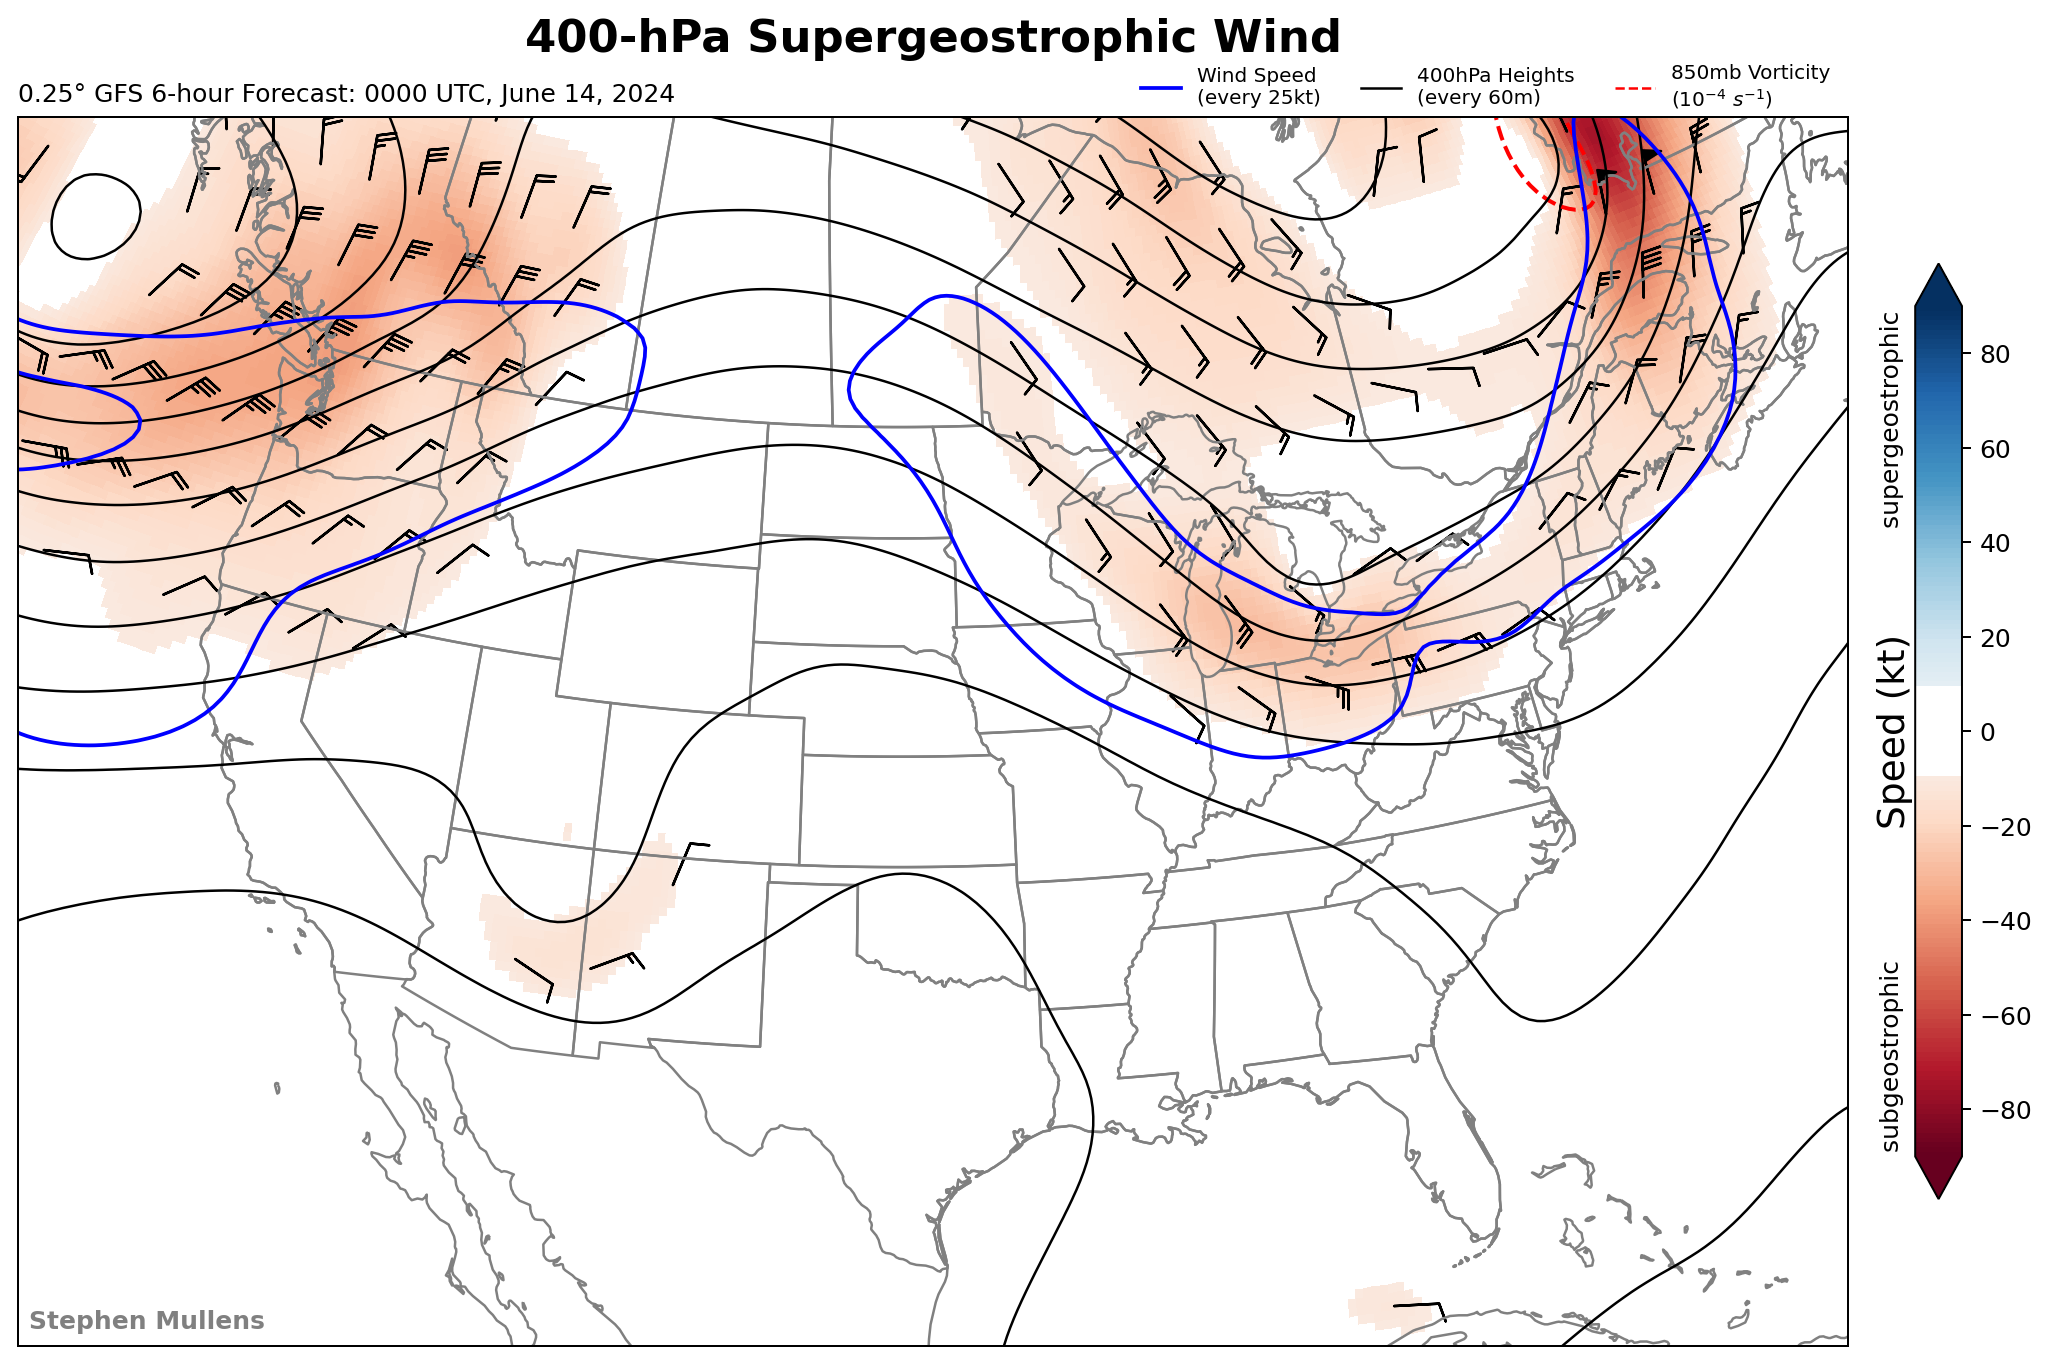 400-hPa Supergeostrophic Wind
0.25° GFS 6-hour Forecast: 0000 UTC, June 14, 2024
Wind Speed
(every 25kt)
400hPa Heights
(every 60m)
850mb Vorticity
(10⁻⁴ s⁻¹)
supergeostrophic
Speed (kt)
subgeostrophic
80
60
40
20
0
−20
−40
−60
−80
Stephen Mullens